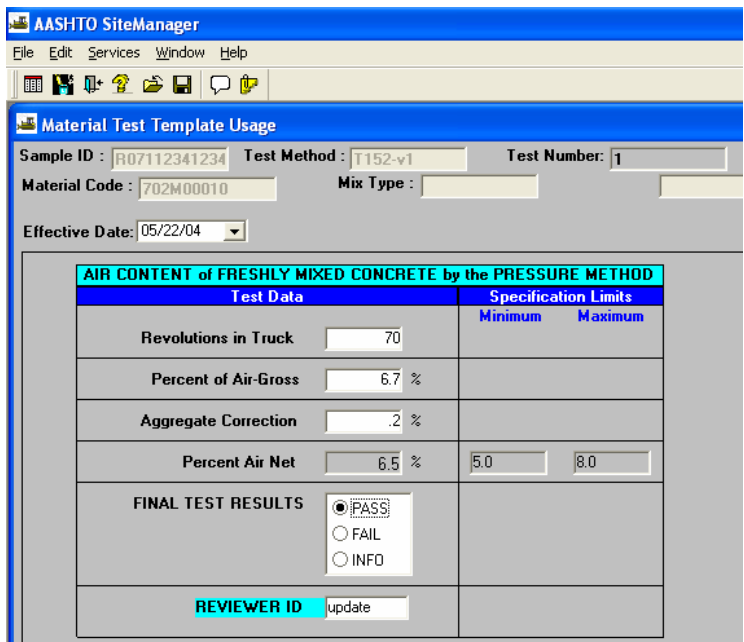 AASHTO SiteManager
File Edit Services Window Help
Material Test Template Usage
Sample ID : R07112341234 Test Method : T152-v1 Test Number: 1
Material Code : 702M00010 Mix Type :
Effective Date: 05/22/04
AIR CONTENT of FRESHLY MIXED CONCRETE by the PRESSURE METHOD
Test Data Specification Limits
Minimum Maximum
Revolutions in Truck 70
Percent of Air-Gross 6.7 %
Aggregate Correction .2 %
Percent Air Net 6.5 % 5.0 8.0
FINAL TEST RESULTS PASS
FAIL
INFO
REVIEWER ID update